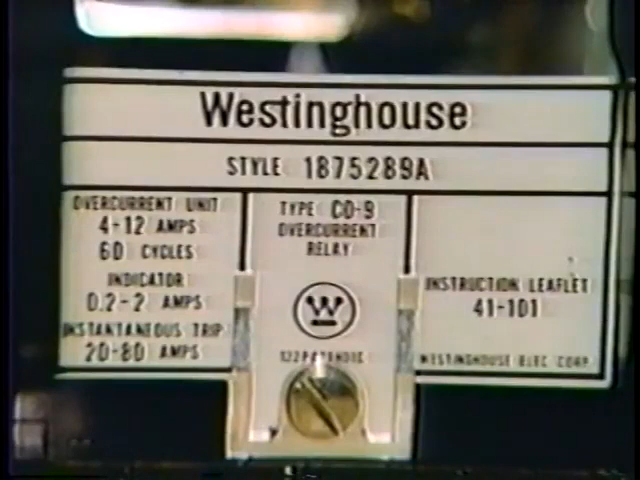 Westinghouse
STYLE 1875289A
OVERCURRENT UNIT
4-12 AMPS
60 CYCLES
INDICATOR
0.2-2 AMPS
INSTANTANEOUS TRIP
20-80 AMPS
TYPE CO-9
OVERCURRENT
RELAY
W
INSTRUCTION LEAFLET
41-101
WESTINGHOUSE ELEC CORP